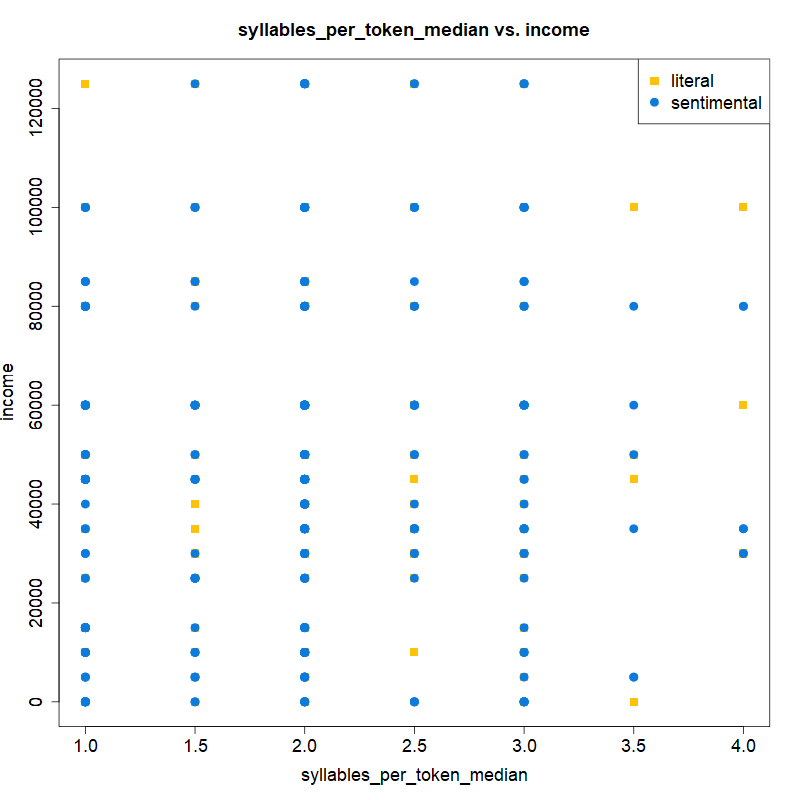 syllables_per_token_median vs. income
literal
sentimental
income
120000
100000
80000
60000
40000
20000
0
1.0 1.5 2.0 2.5 3.0 3.5 4.0
syllables_per_token_median